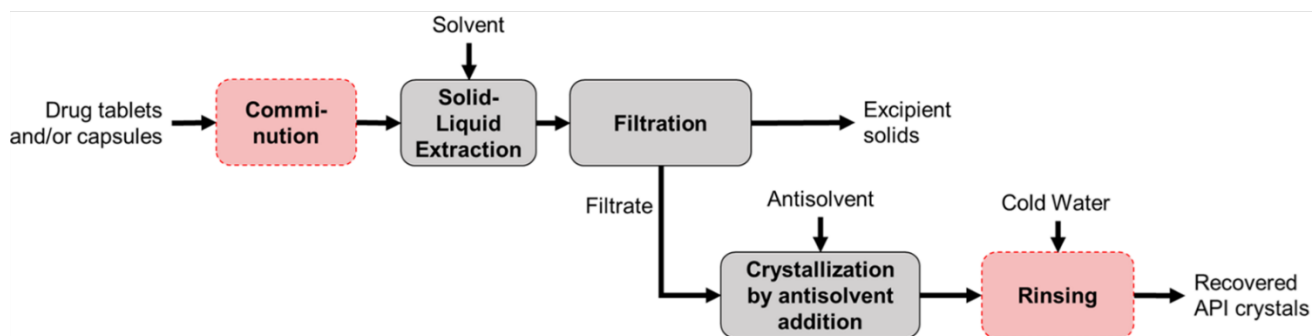 Solvent
Drug tablets
and/or capsules
Commi-
nution
Solid-
Liquid
Extraction
Filtration
Excipient
solids
Filtrate
Antisolvent
Cold Water
Crystallization
by antisolvent
addition
Rinsing
Recovered
API crystals